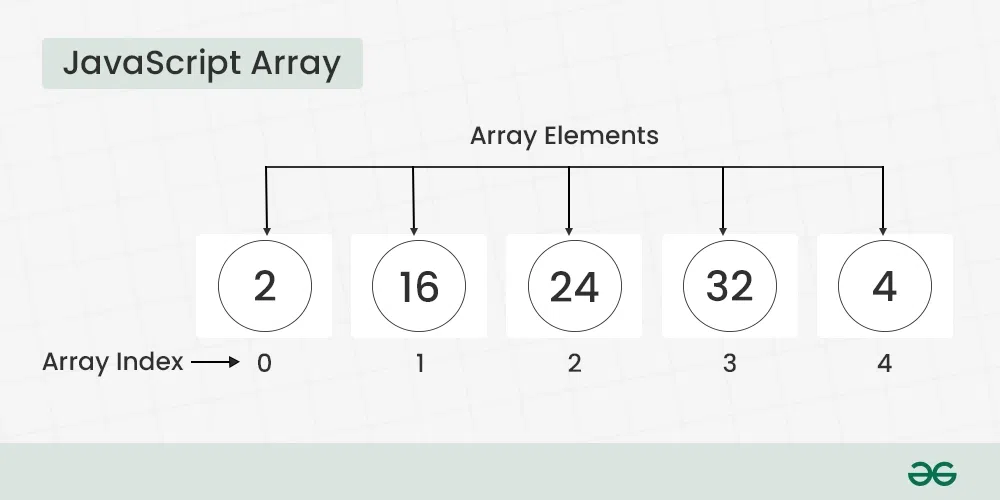 JavaScript Array
Array Elements
2 16 24 32 4
Array Index 0 1 2 3 4